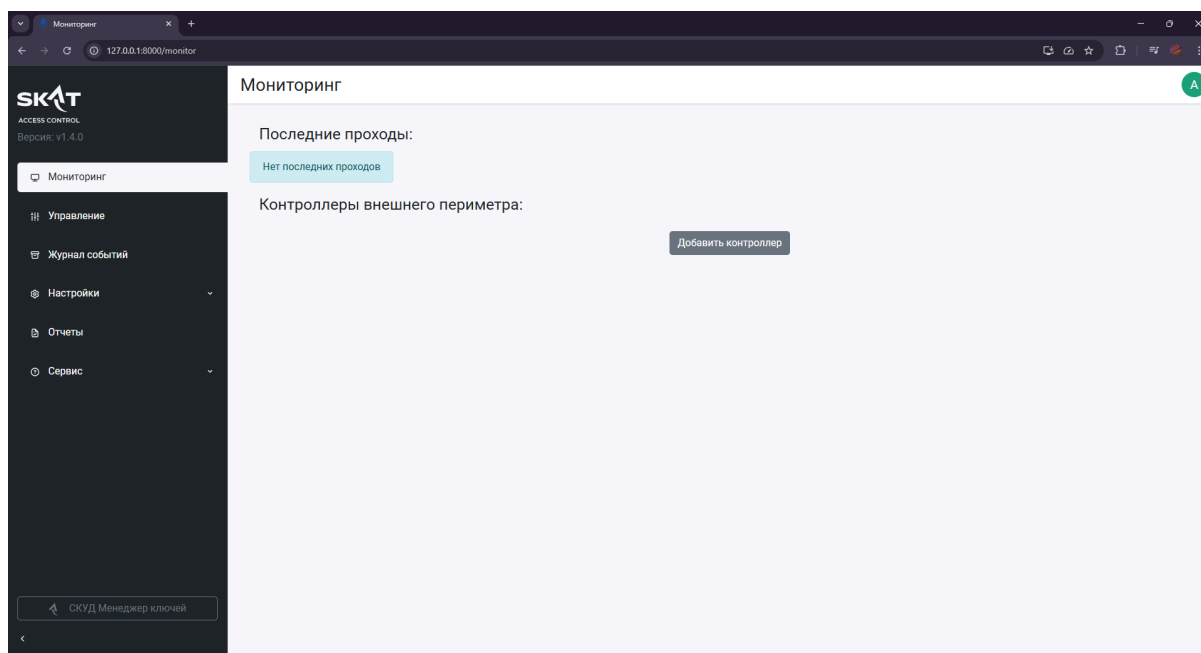 Мониторинг
127.0.0.1:8000/monitor
SKAT
ACCESS CONTROL
Версия: v1.4.0
Мониторинг
Управление
Журнал событий
Настройки
Отчеты
Сервис
СКУД Менеджер ключей
Мониторинг
A
Последние проходы:
Нет последних проходов
Контроллеры внешнего периметра:
Добавить контроллер